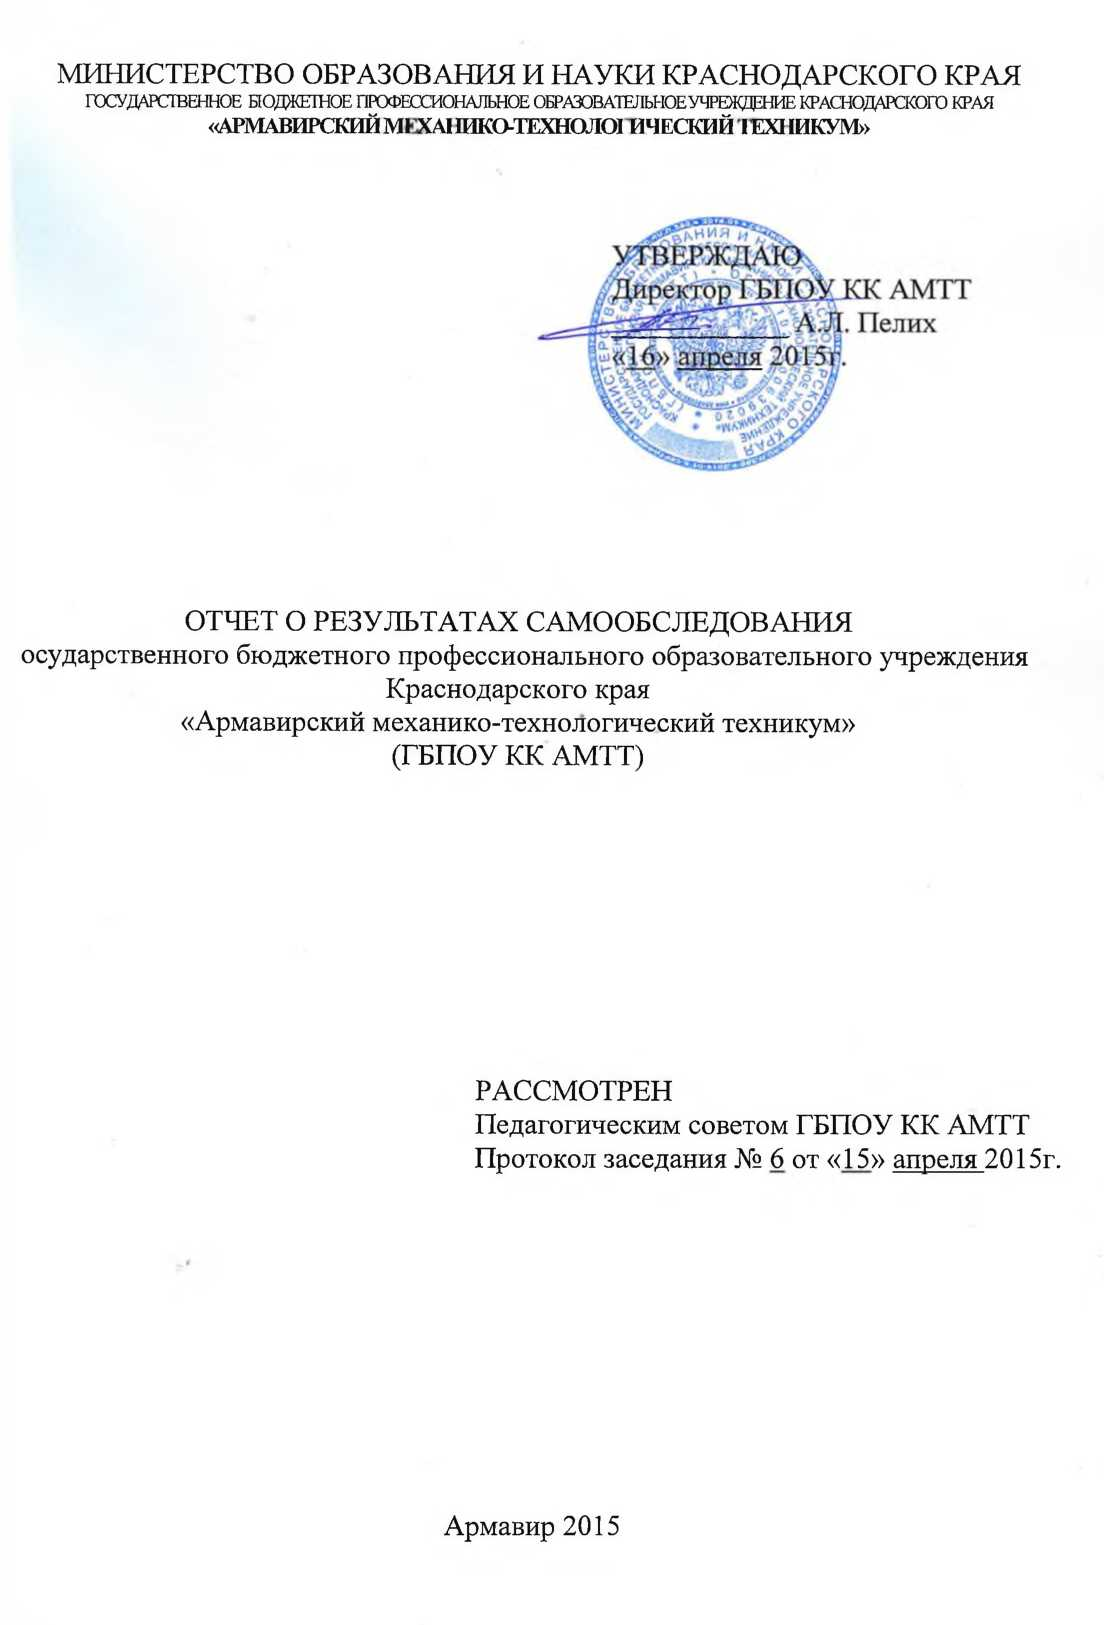 МИНИСТЕРСТВО ОБРАЗОВАНИЯ И НАУКИ КРАСНОДАРСКОГО КРАЯ
ГОСУДАРСТВЕННОЕ БЮДЖЕТНОЕ ПРОФЕССИОНАЛЬНОЕ ОБРАЗОВАТЕЛЬНОЕ УЧРЕЖДЕНИЕ КРАСНОДАРСКОГО КРАЯ
«АРМАВИРСКИЙ МЕХАНИКО-ТЕХНОЛОГИЧЕСКИЙ ТЕХНИКУМ»
УТВЕРЖДАЮ
Директор ГБПОУ КК АМТТ
А.Л. Пелих
«16» апреля 2015г.
ОТЧЕТ О РЕЗУЛЬТАТАХ САМООБСЛЕДОВАНИЯ
осударственного бюджетного профессионального образовательного учреждения
Краснодарского края
«Армавирский механико-технологический техникум»
(ГБПОУ КК АМТТ)
РАССМОТРЕН
Педагогическим советом ГБПОУ КК АМТТ
Протокол заседания № 6 от «15» апреля 2015г.
Армавир 2015